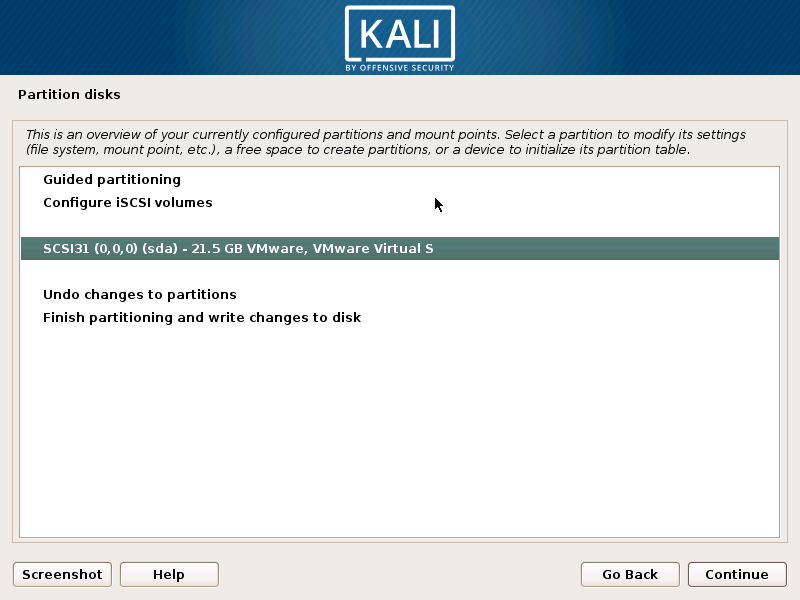 KALI
BY OFFENSIVE SECURITY
Partition disks
This is an overview of your currently configured partitions and mount points. Select a partition to modify its settings
(file system, mount point, etc.), a free space to create partitions, or a device to initialize its partition table.
Guided partitioning
Configure iSCSI volumes
SCSI31 (0,0,0) (sda) - 21.5 GB VMware, VMware Virtual S
Undo changes to partitions
Finish partitioning and write changes to disk
Screenshot Help Go Back Continue